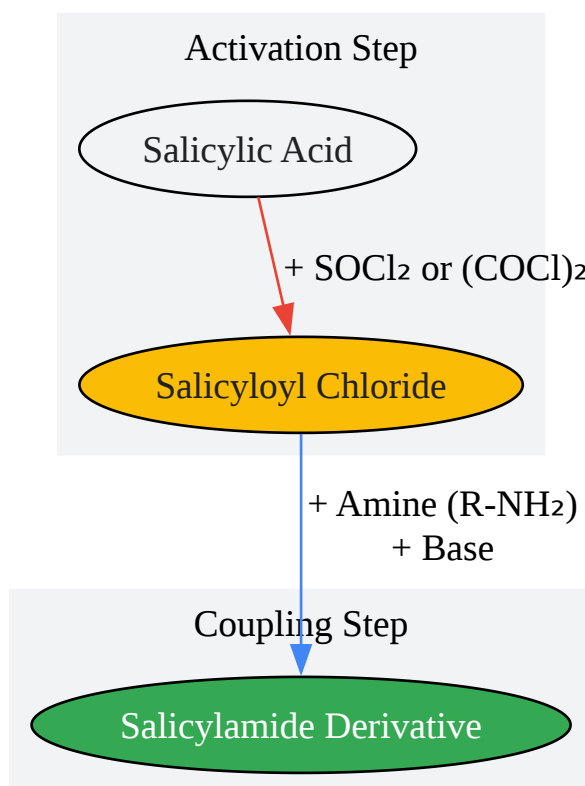 Activation Step
Salicylic Acid
+ SOCl₂ or (COCl)₂
Salicyloyl Chloride
+ Amine (R-NH₂)
+ Base
Coupling Step
Salicylamide Derivative